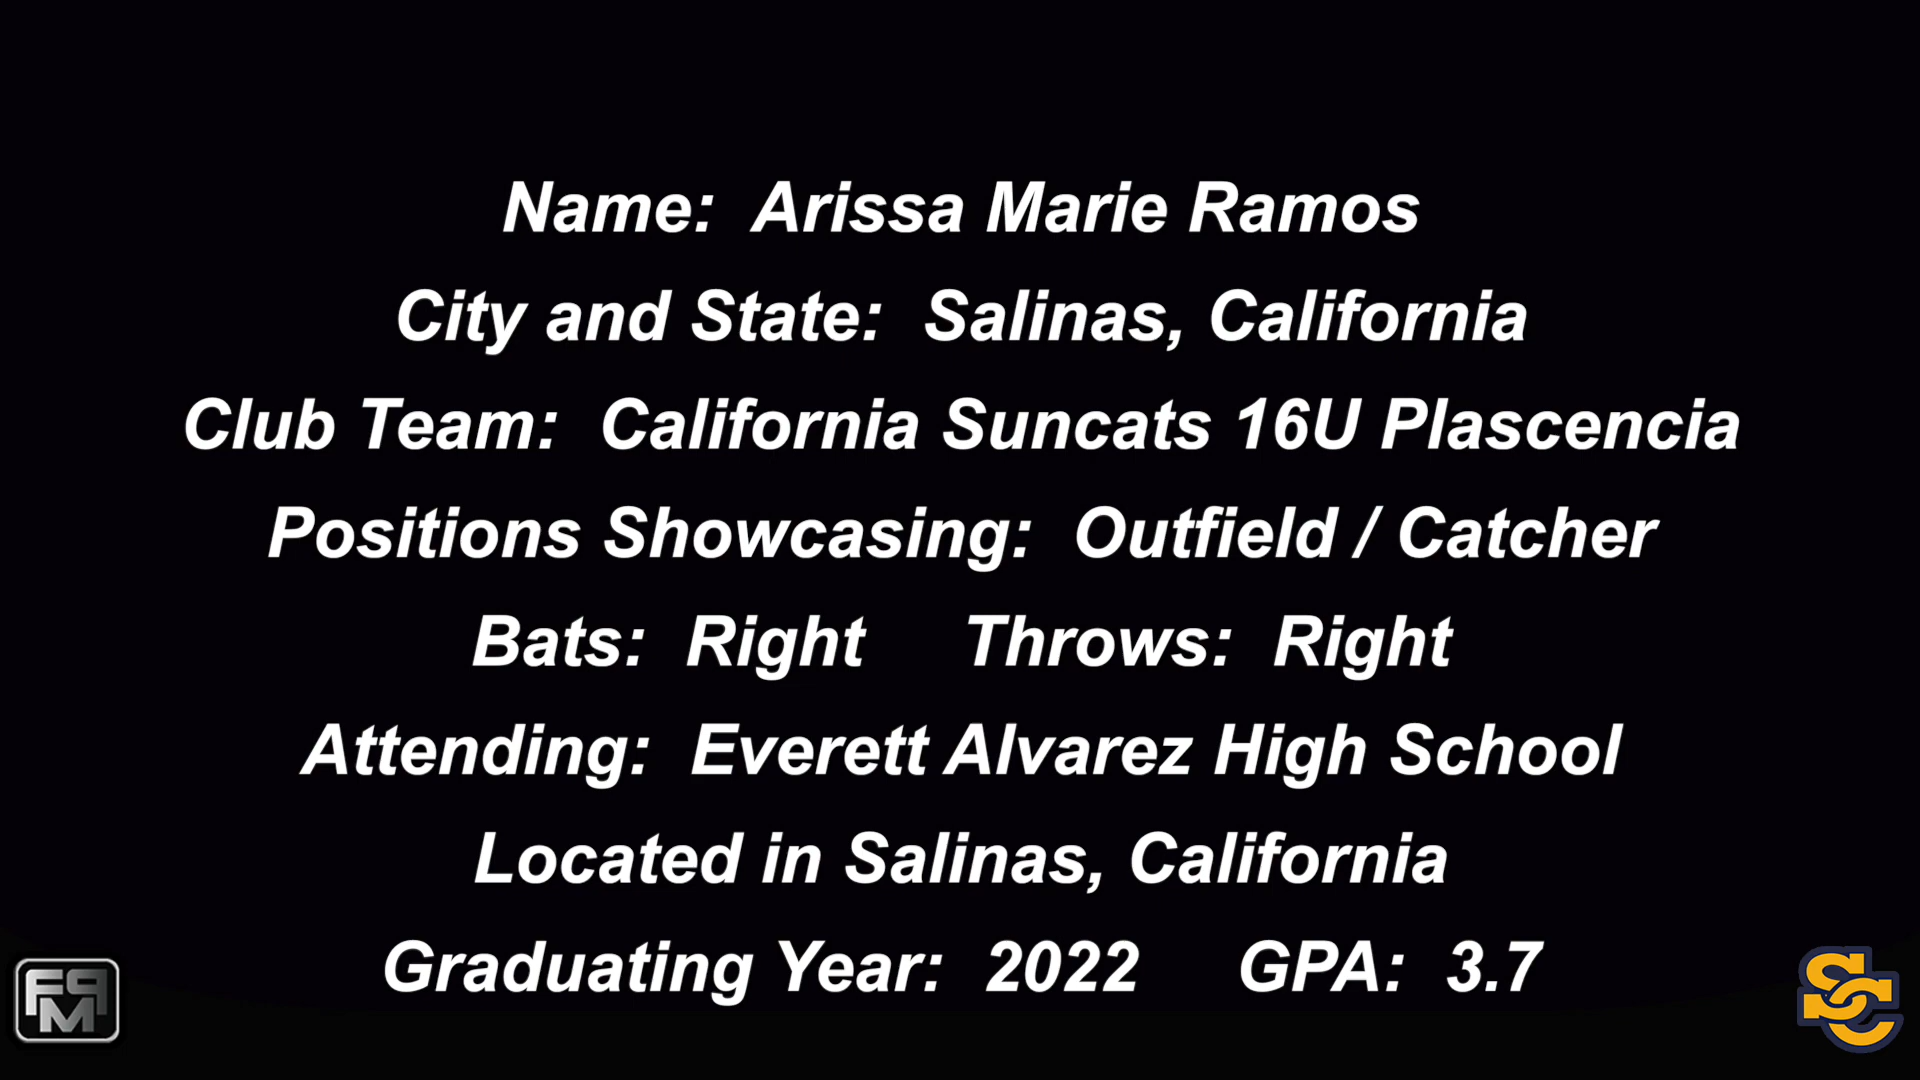 Name: Arissa Marie Ramos
City and State: Salinas, California
Club Team: California Suncats 16U Plascencia
Positions Showcasing: Outfield / Catcher
Bats: Right Throws: Right
Attending: Everett Alvarez High School
Located in Salinas, California
Graduating Year: 2022 GPA: 3.7
FPM
SC